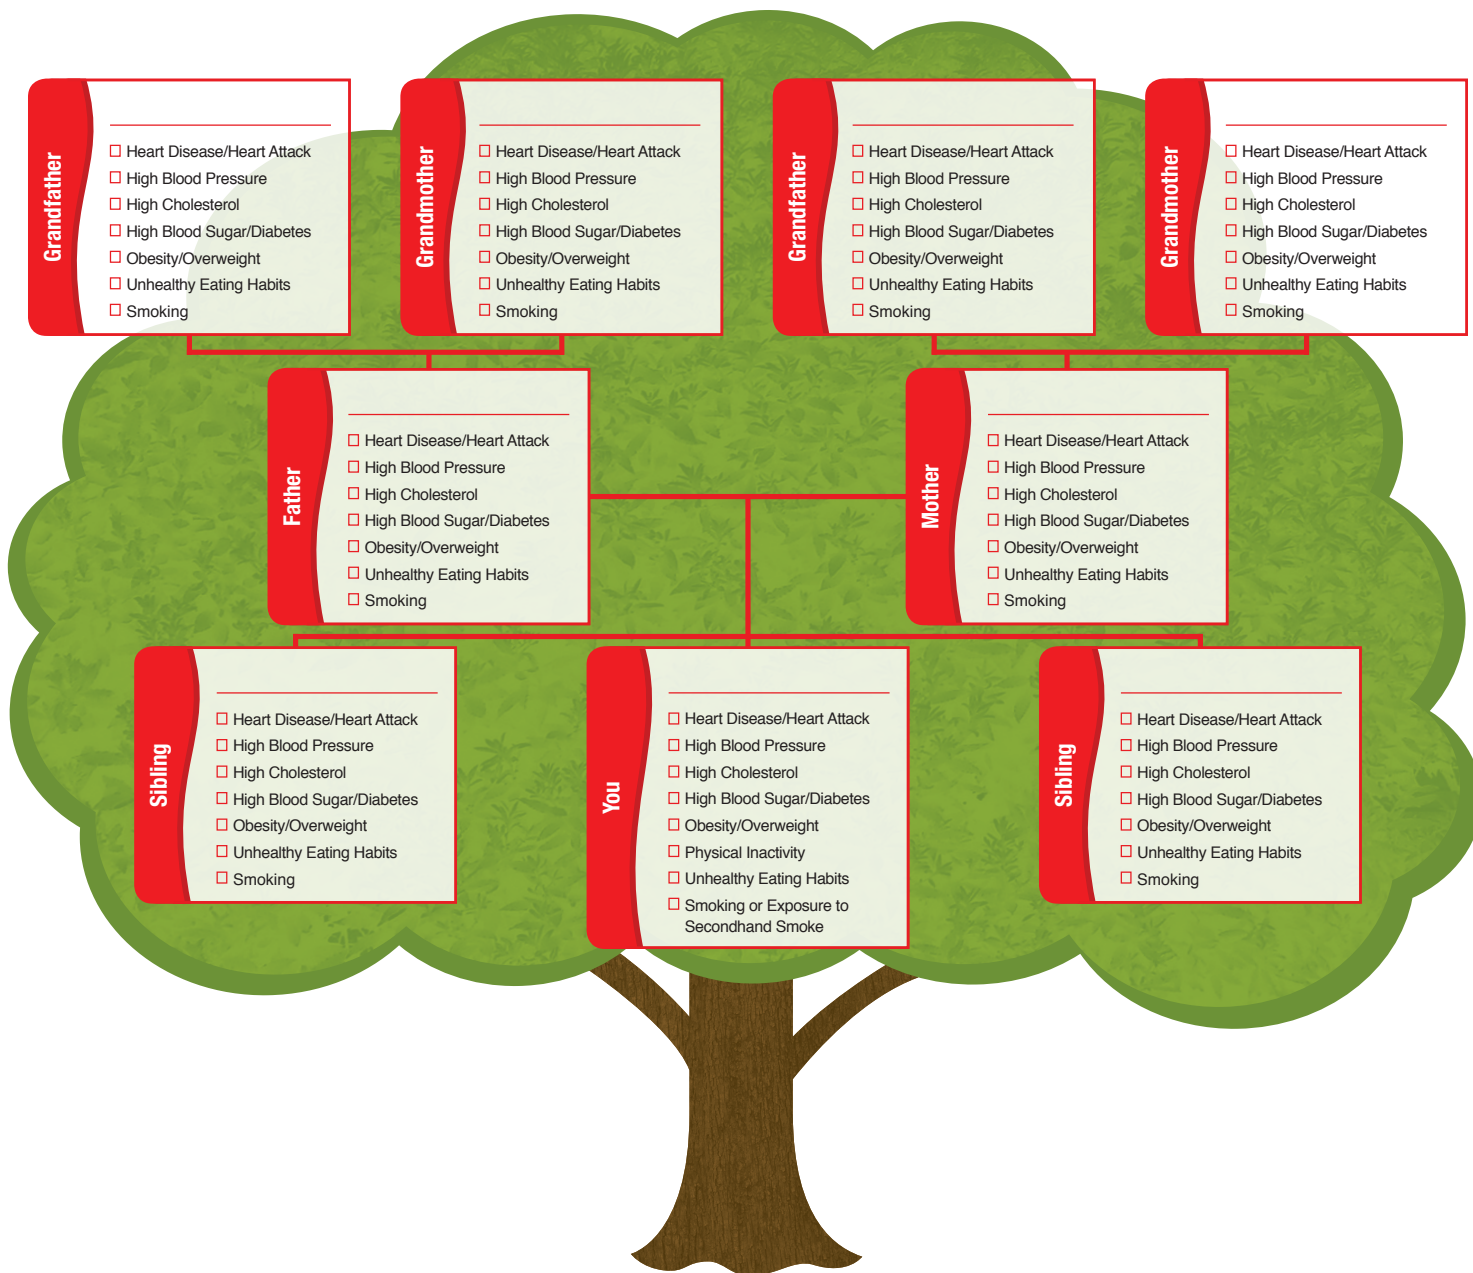 Grandfather
☐ Heart Disease/Heart Attack
☐ High Blood Pressure
☐ High Cholesterol
☐ High Blood Sugar/Diabetes
☐ Obesity/Overweight
☐ Unhealthy Eating Habits
☐ Smoking
Grandmother
☐ Heart Disease/Heart Attack
☐ High Blood Pressure
☐ High Cholesterol
☐ High Blood Sugar/Diabetes
☐ Obesity/Overweight
☐ Unhealthy Eating Habits
☐ Smoking
Grandfather
☐ Heart Disease/Heart Attack
☐ High Blood Pressure
☐ High Cholesterol
☐ High Blood Sugar/Diabetes
☐ Obesity/Overweight
☐ Unhealthy Eating Habits
☐ Smoking
Grandmother
☐ Heart Disease/Heart Attack
☐ High Blood Pressure
☐ High Cholesterol
☐ High Blood Sugar/Diabetes
☐ Obesity/Overweight
☐ Unhealthy Eating Habits
☐ Smoking
Father
☐ Heart Disease/Heart Attack
☐ High Blood Pressure
☐ High Cholesterol
☐ High Blood Sugar/Diabetes
☐ Obesity/Overweight
☐ Unhealthy Eating Habits
☐ Smoking
Mother
☐ Heart Disease/Heart Attack
☐ High Blood Pressure
☐ High Cholesterol
☐ High Blood Sugar/Diabetes
☐ Obesity/Overweight
☐ Unhealthy Eating Habits
☐ Smoking
Sibling
☐ Heart Disease/Heart Attack
☐ High Blood Pressure
☐ High Cholesterol
☐ High Blood Sugar/Diabetes
☐ Obesity/Overweight
☐ Unhealthy Eating Habits
☐ Smoking
You
☐ Heart Disease/Heart Attack
☐ High Blood Pressure
☐ High Cholesterol
☐ High Blood Sugar/Diabetes
☐ Obesity/Overweight
☐ Physical Inactivity
☐ Unhealthy Eating Habits
☐ Smoking or Exposure to
Secondhand Smoke
Sibling
☐ Heart Disease/Heart Attack
☐ High Blood Pressure
☐ High Cholesterol
☐ High Blood Sugar/Diabetes
☐ Obesity/Overweight
☐ Unhealthy Eating Habits
☐ Smoking